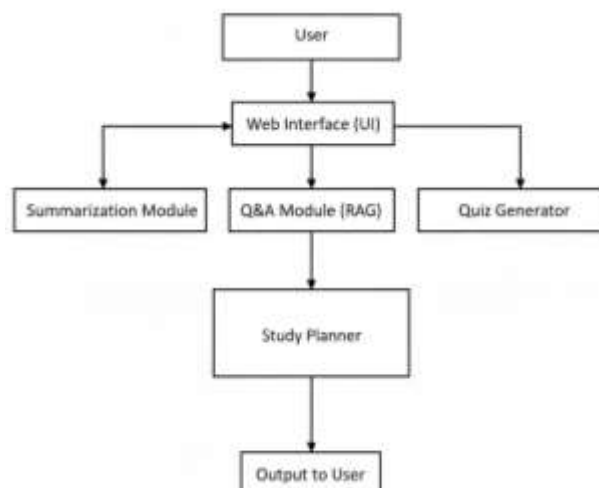 User
Web Interface (UI)
Summarization Module
Q&A Module (RAG)
Quiz Generator
Study Planner
Output to User